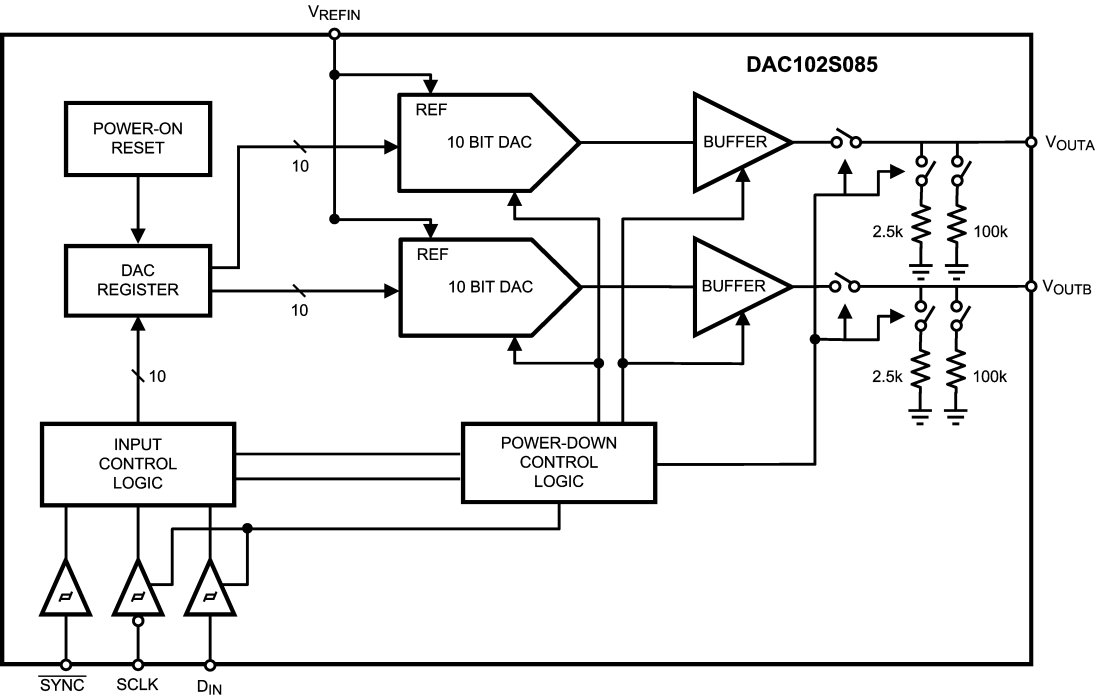 VREFIN
DAC102S085
POWER-ON
RESET
REF
10 BIT DAC
BUFFER
VOUTA
10
2.5k
100k
DAC
REGISTER
REF
10 BIT DAC
BUFFER
VOUTB
10
10
2.5k
100k
INPUT
CONTROL
LOGIC
POWER-DOWN
CONTROL
LOGIC
SYNC
SCLK
DIN